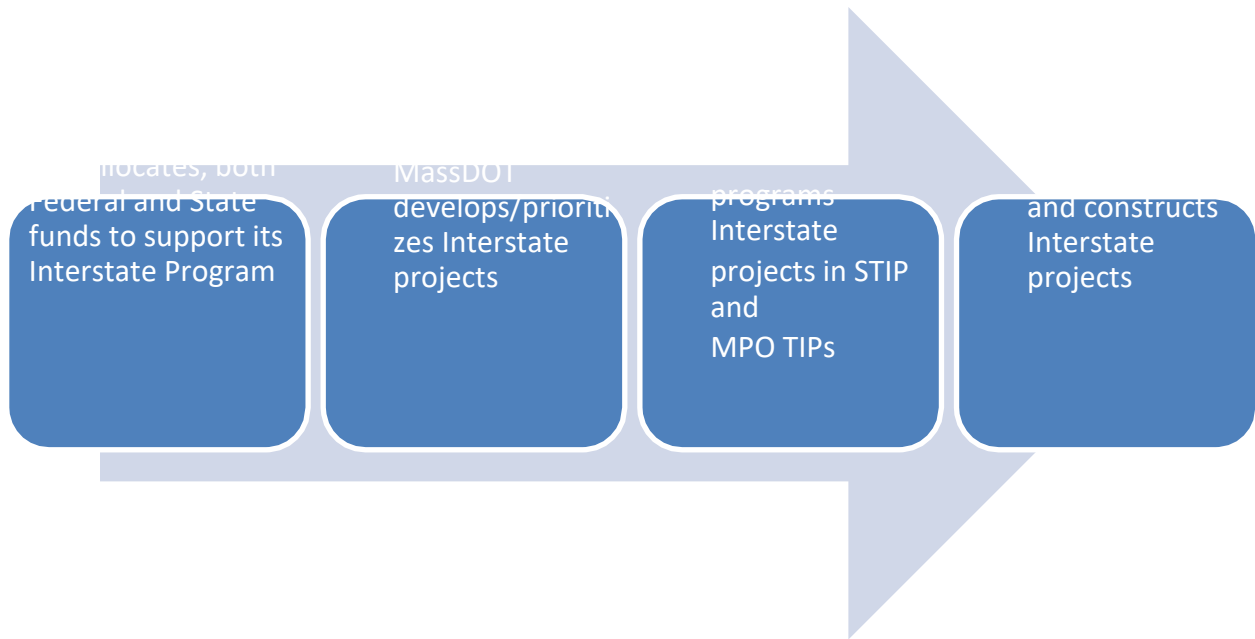 allocates, both
Federal and State
funds to support its
Interstate Program
MassDOT
develops/prioriti
zes Interstate
projects
programs
Interstate
projects in STIP
and
MPO TIPs
and constructs
Interstate
projects